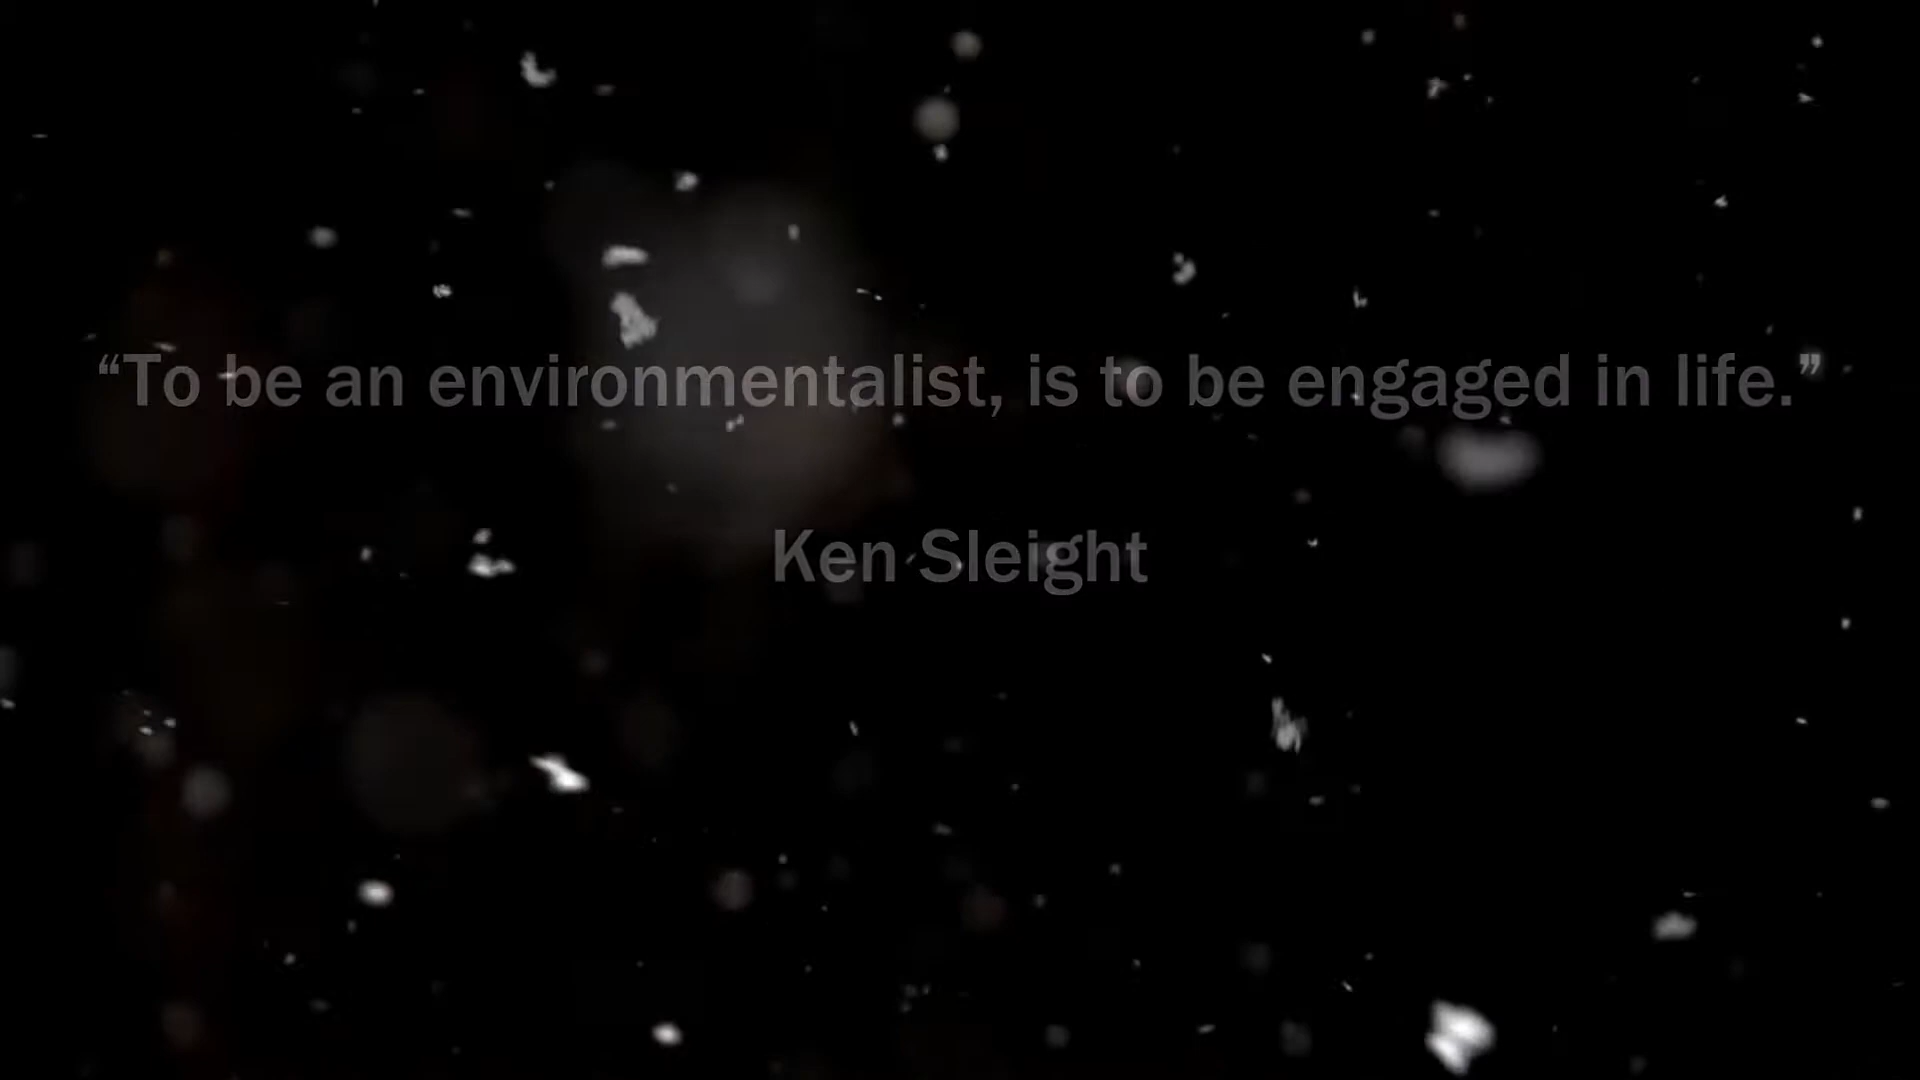 “To be an environmentalist, is to be engaged in life.”
Ken Sleight